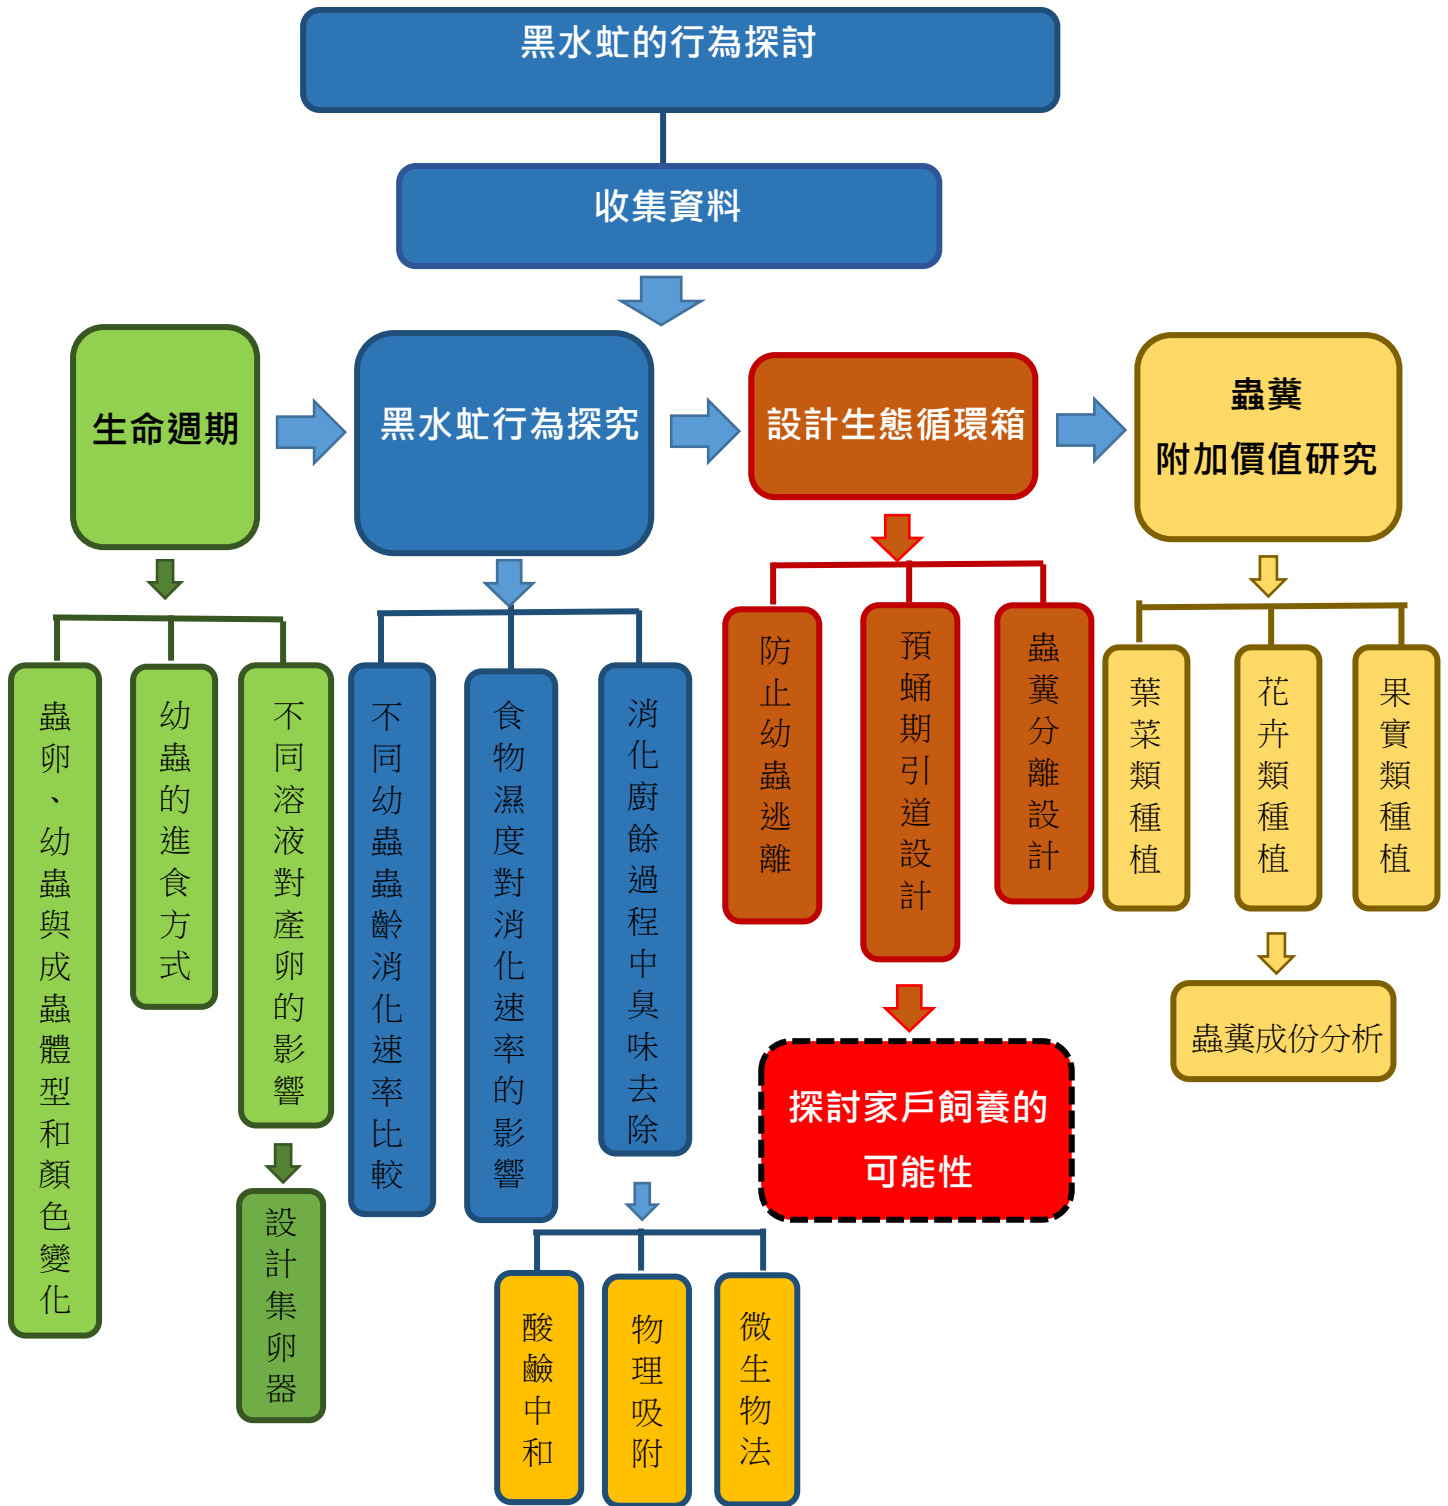 黑水虻的行為探討
收集資料
生命週期
黑水虻行為探究
設計生態循環箱
蟲糞
附加價值研究
蟲卵、幼蟲與成蟲體型和顏色變化
幼蟲的進食方式
不同溶液對產卵的影響
不同幼蟲蟲齡消化速率比較
食物濕度對消化速率的影響
消化廚餘過程中臭味去除
防止幼蟲逃離
預蛹期引道設計
蟲糞分離設計
葉菜類種植
花卉類種植
果實類種植
蟲糞成份分析
探討家戶飼養的
可能性
設計集卵器
酸鹼中和
物理吸附
微生物法